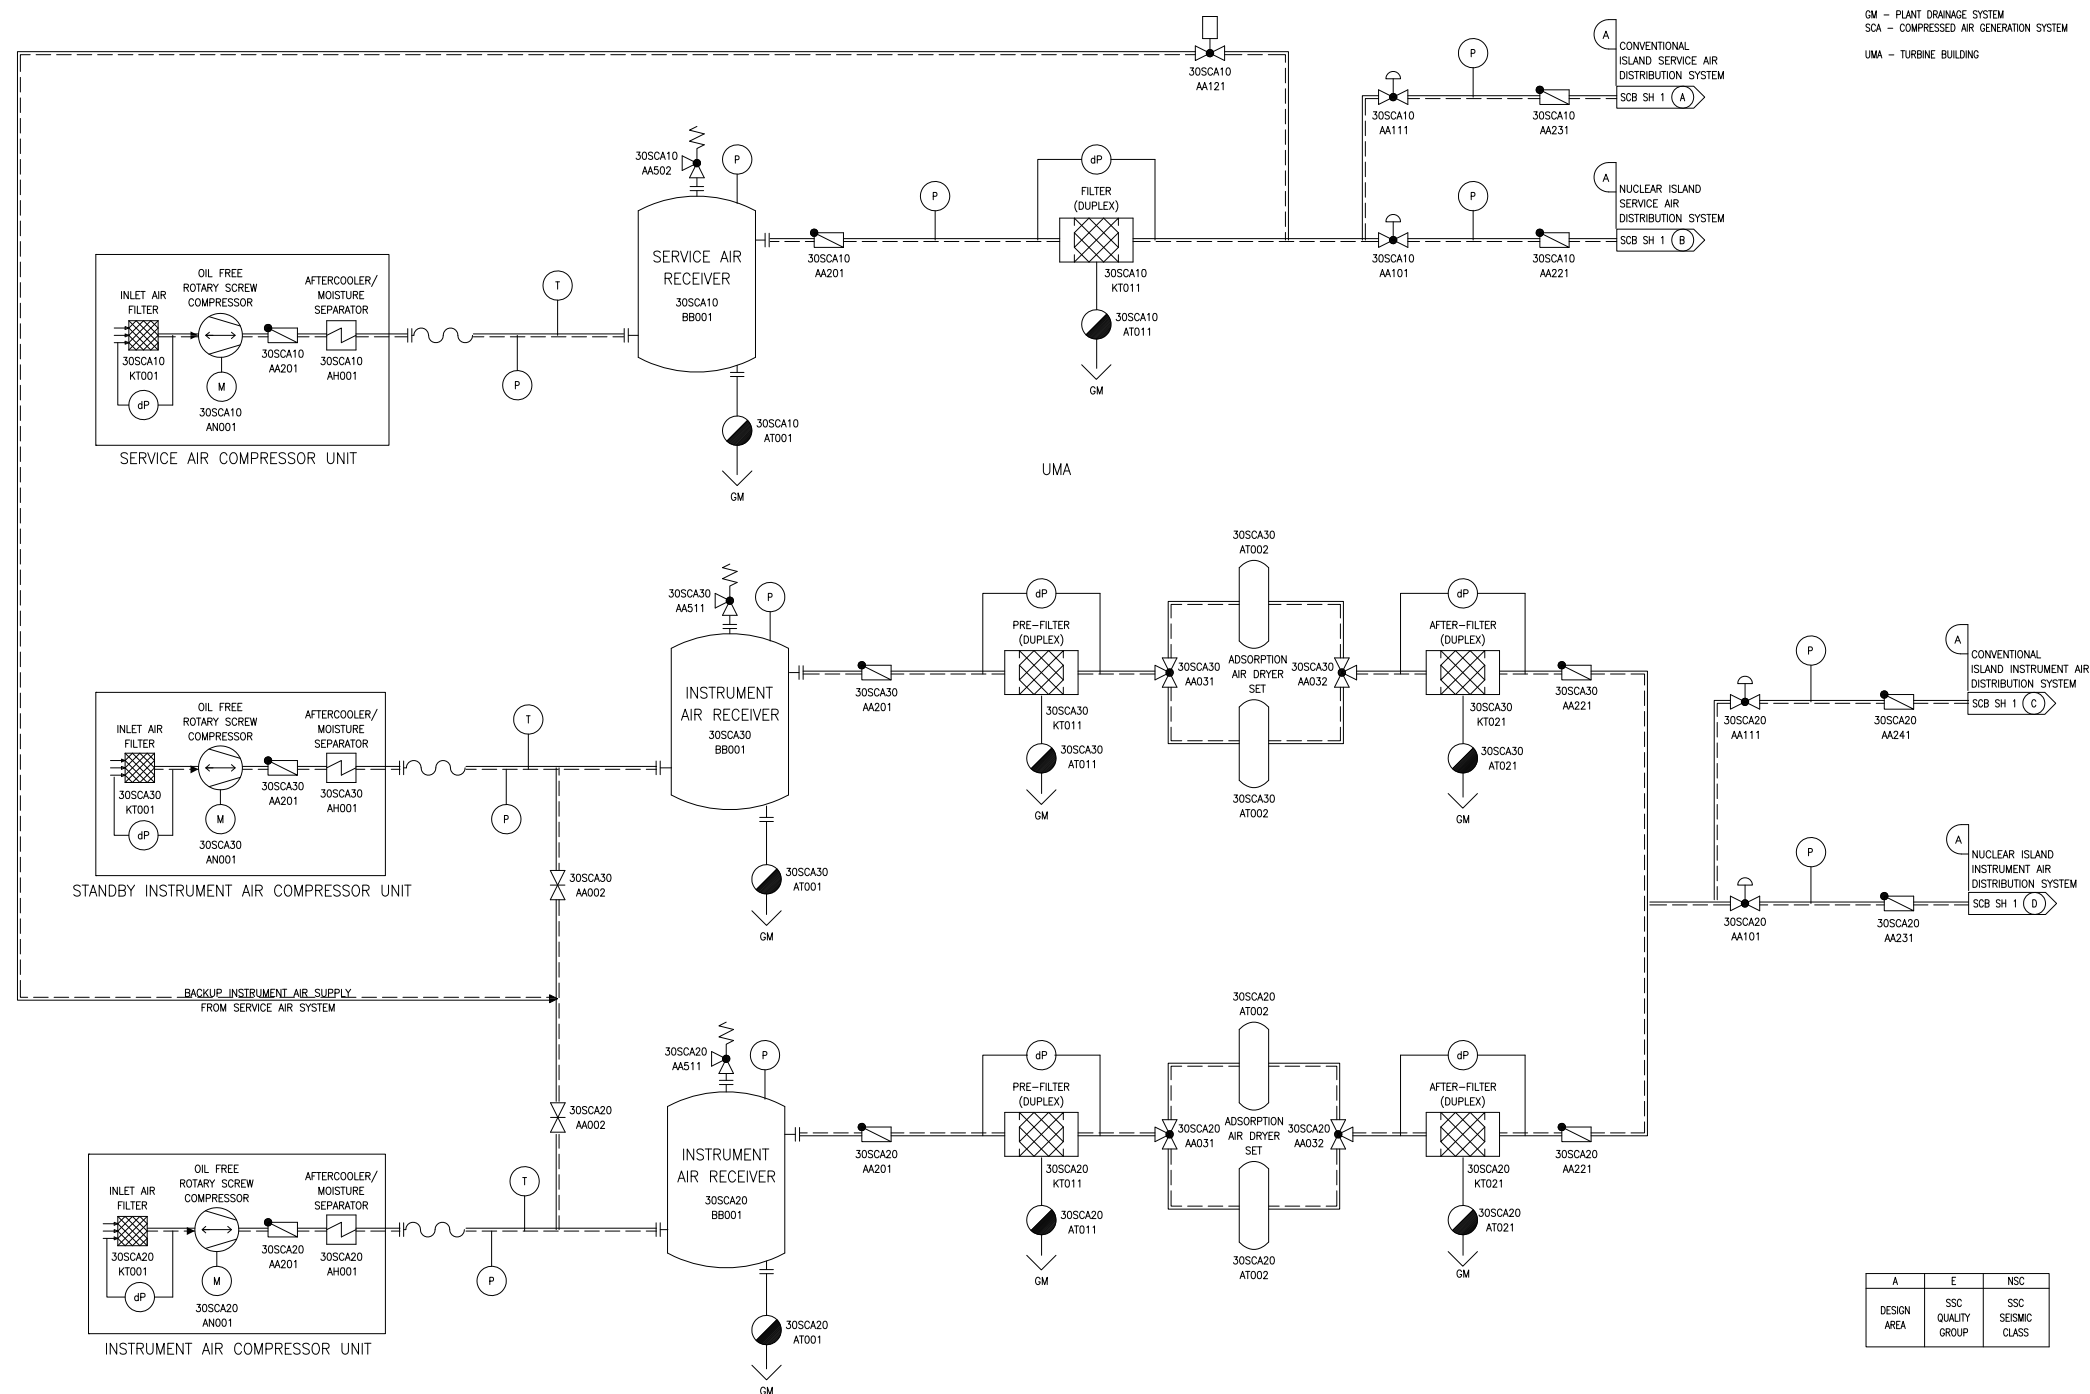 GM – PLANT DRAINAGE SYSTEM
SCA – COMPRESSED AIR GENERATION SYSTEM
UMA – TURBINE BUILDING
30SCA10
AA121
A
CONVENTIONAL
ISLAND SERVICE AIR
DISTRIBUTION SYSTEM
P
SCB SH 1 A
30SCA10
AA111
30SCA10
AA231
30SCA10
AA502
P
dP
FILTER
(DUPLEX)
P
P
A
NUCLEAR ISLAND
SERVICE AIR
DISTRIBUTION SYSTEM
SCB SH 1 B
30SCA10
AA201
30SCA10
KT011
30SCA10
AA101
30SCA10
AA221
SERVICE AIR
RECEIVER
30SCA10
BB001
30SCA10
AT011
GM
30SCA10
AT001
GM
INLET AIR
FILTER
OIL FREE
ROTARY SCREW
COMPRESSOR
AFTERCOOLER/
MOISTURE
SEPARATOR
T
P
30SCA10
KT001
30SCA10
AA201
30SCA10
AH001
dP
M
30SCA10
AN001
SERVICE AIR COMPRESSOR UNIT
UMA
30SCA30
AT002
30SCA30
AA511
P
dP
PRE–FILTER
(DUPLEX)
dP
AFTER–FILTER
(DUPLEX)
30SCA30
AA201
30SCA30
KT011
30SCA30
AA031
ADSORPTION
AIR DRYER
SET
30SCA30
AA032
30SCA30
KT021
30SCA30
AA221
INSTRUMENT
AIR RECEIVER
30SCA30
BB001
30SCA30
AT011
GM
30SCA30
AT002
30SCA30
AT021
GM
P
A
CONVENTIONAL
ISLAND INSTRUMENT AIR
DISTRIBUTION SYSTEM
SCB SH 1 C
30SCA20
AA111
30SCA20
AA241
INLET AIR
FILTER
OIL FREE
ROTARY SCREW
COMPRESSOR
AFTERCOOLER/
MOISTURE
SEPARATOR
T
P
30SCA30
KT001
30SCA30
AA201
30SCA30
AH001
dP
M
30SCA30
AN001
STANDBY INSTRUMENT AIR COMPRESSOR UNIT
30SCA30
AA002
30SCA30
AT001
GM
P
A
NUCLEAR ISLAND
INSTRUMENT AIR
DISTRIBUTION SYSTEM
SCB SH 1 D
30SCA20
AA101
30SCA20
AA231
BACKUP INSTRUMENT AIR SUPPLY
FROM SERVICE AIR SYSTEM
30SCA20
AA002
30SCA20
AT002
30SCA20
AA511
P
dP
PRE–FILTER
(DUPLEX)
dP
AFTER–FILTER
(DUPLEX)
30SCA20
AA201
30SCA20
KT011
30SCA20
AA031
ADSORPTION
AIR DRYER
SET
30SCA20
AA032
30SCA20
KT021
30SCA20
AA221
INSTRUMENT
AIR RECEIVER
30SCA20
BB001
30SCA20
AT011
GM
30SCA20
AT002
30SCA20
AT021
GM
INLET AIR
FILTER
OIL FREE
ROTARY SCREW
COMPRESSOR
AFTERCOOLER/
MOISTURE
SEPARATOR
T
P
30SCA20
KT001
30SCA20
AA201
30SCA20
AH001
dP
M
30SCA20
AN001
INSTRUMENT AIR COMPRESSOR UNIT
30SCA20
AT001
GM
A E NSC
DESIGN
AREA
SSC
QUALITY
GROUP
SSC
SEISMIC
CLASS